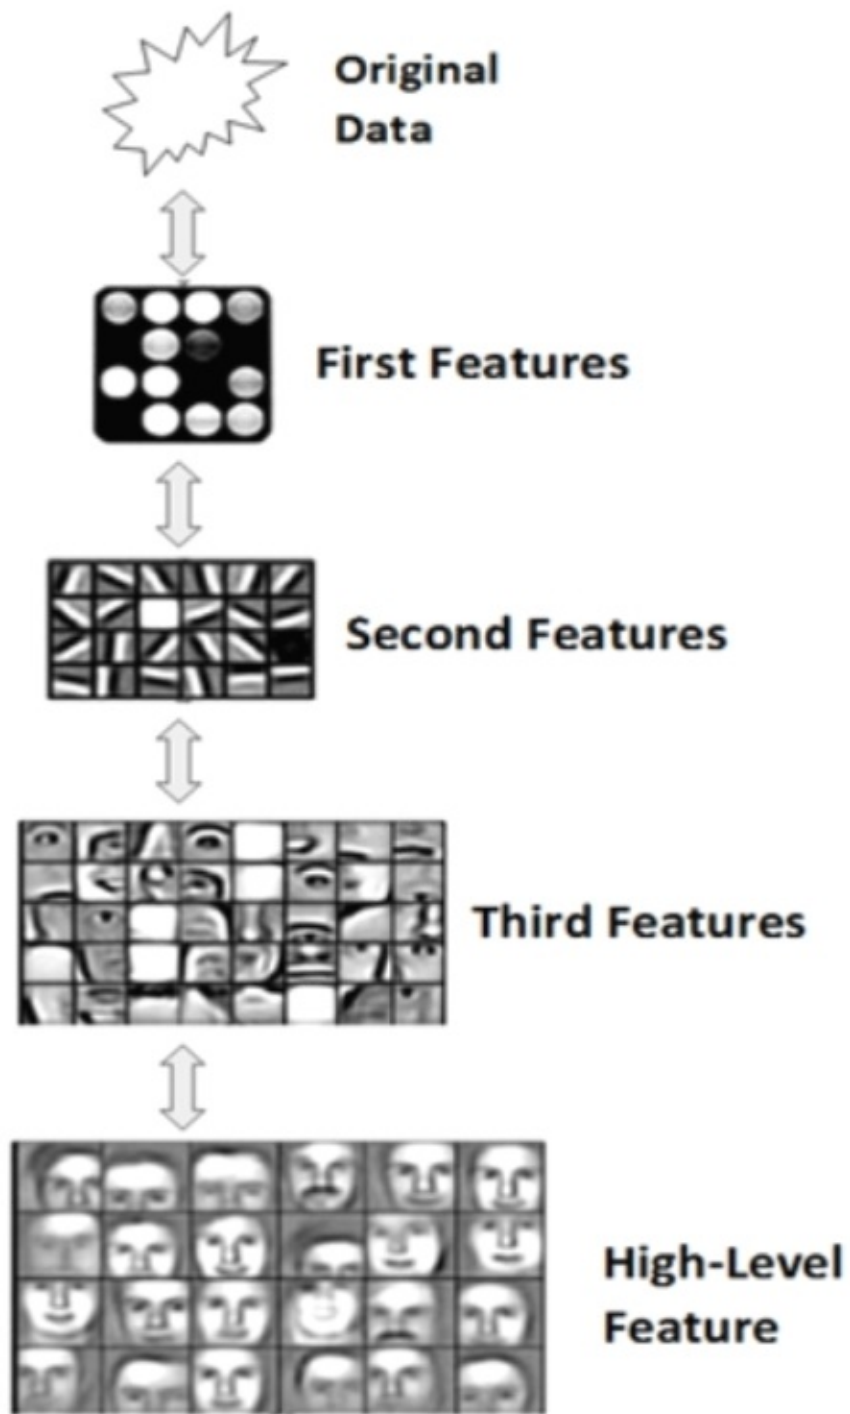 Original
Data
First Features
Second Features
Third Features
High-Level
Feature